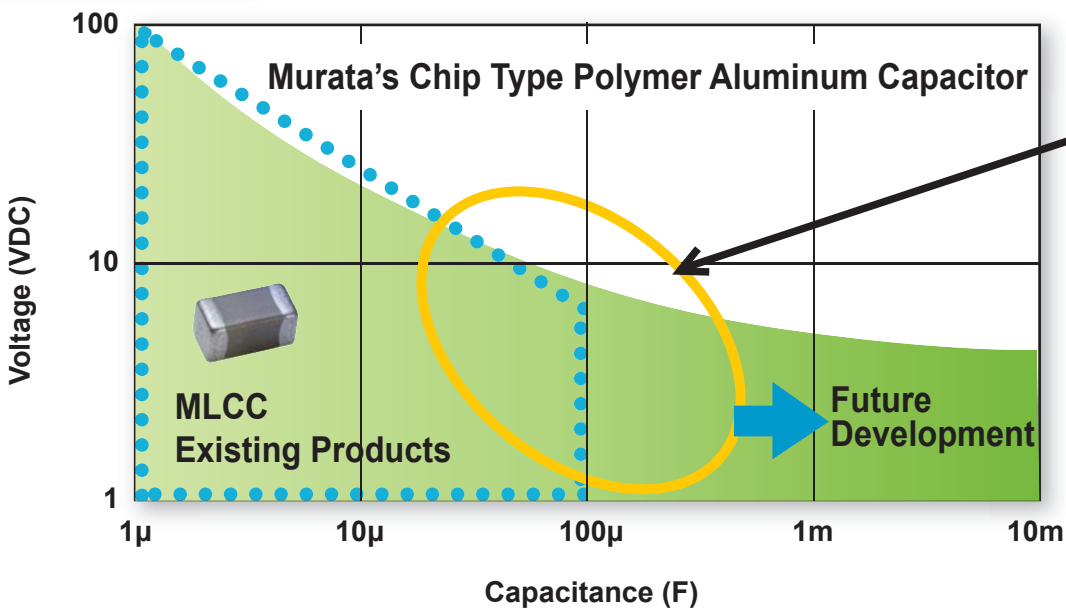 100
Murata's Chip Type Polymer Aluminum Capacitor
Voltage (VDC)
10
MLCC
Existing Products
Future
Development
1
1µ
10µ
100µ
1m
10m
Capacitance (F)